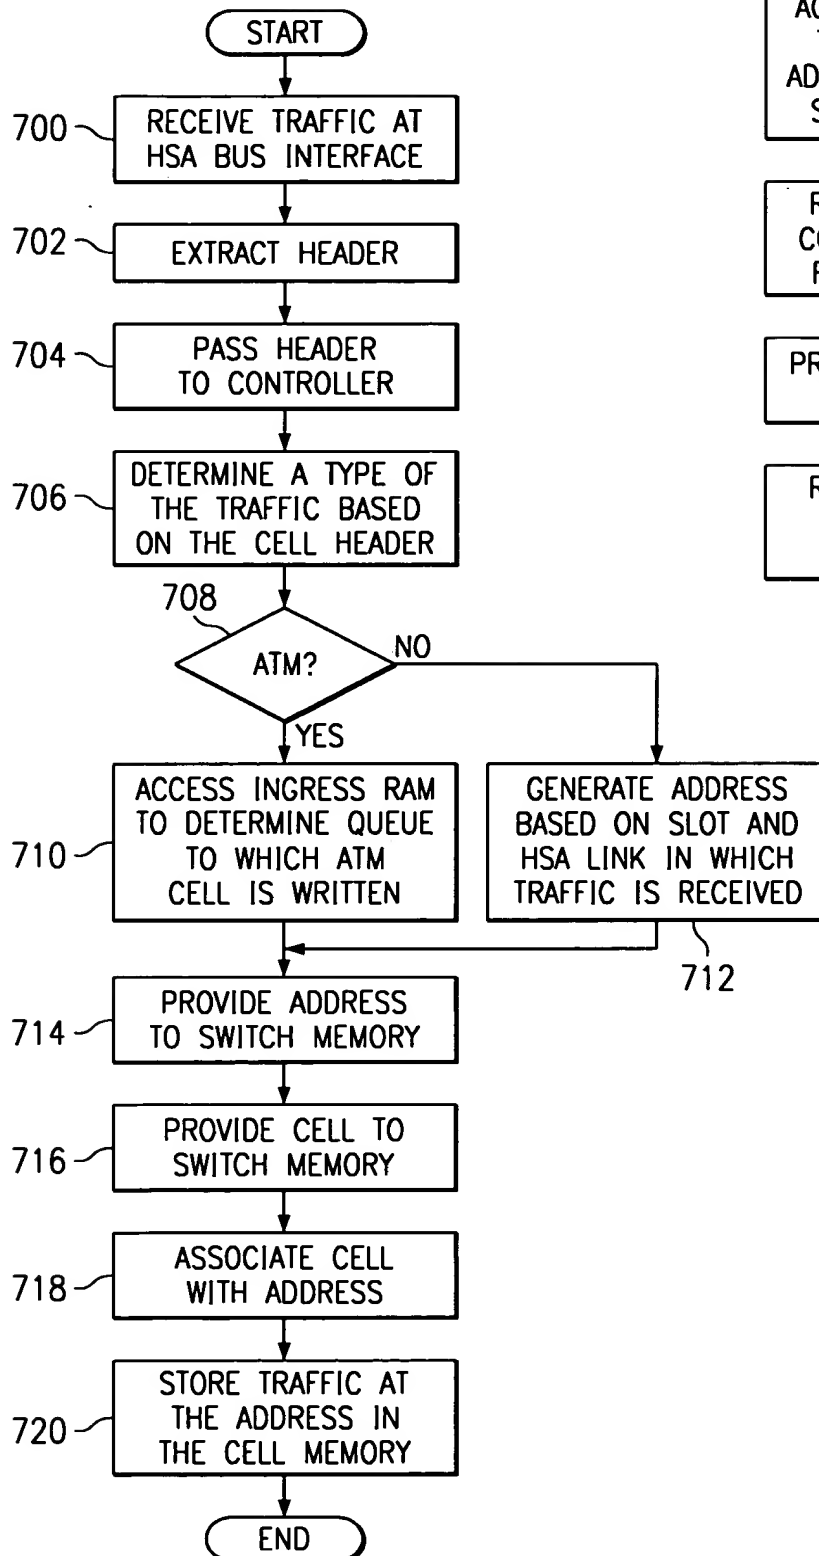 START
700
RECEIVE TRAFFIC AT
HSA BUS INTERFACE
702
EXTRACT HEADER
704
PASS HEADER
TO CONTROLLER
706
DETERMINE A TYPE OF
THE TRAFFIC BASED
ON THE CELL HEADER
708
ATM?
NO
YES
710
ACCESS INGRESS RAM
TO DETERMINE QUEUE
TO WHICH ATM
CELL IS WRITTEN
GENERATE ADDRESS
BASED ON SLOT AND
HSA LINK IN WHICH
TRAFFIC IS RECEIVED
712
714
PROVIDE ADDRESS
TO SWITCH MEMORY
716
PROVIDE CELL TO
SWITCH MEMORY
718
ASSOCIATE CELL
WITH ADDRESS
720
STORE TRAFFIC AT
THE ADDRESS IN
THE CELL MEMORY
END